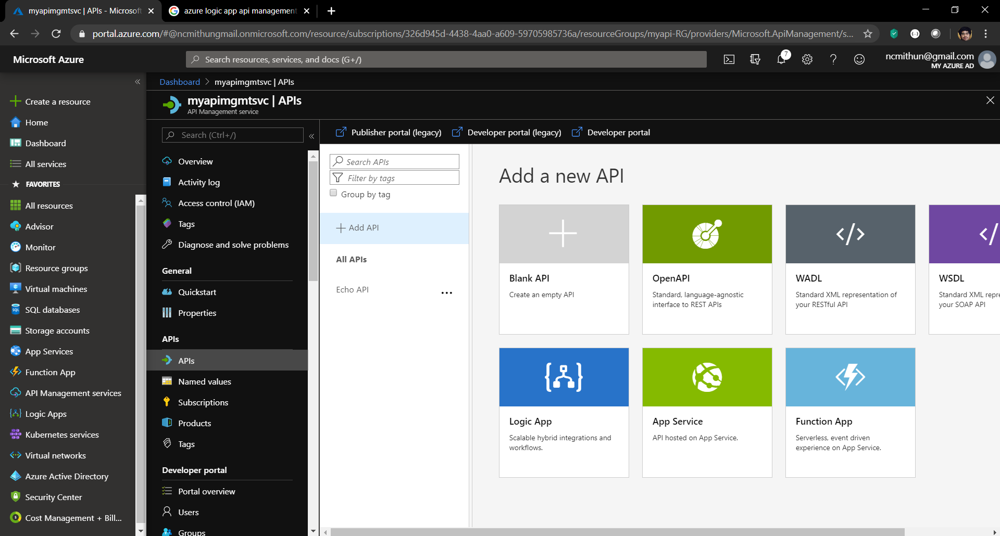 myapimgmtsvc | APIs - Microsoft
azure logic app api management
portal.azure.com/#@ncmithungmail.onmicrosoft.com/resource/subscriptions/326d945d-4438-4aa0-a609-59705985736a/resourceGroups/myapi-RG/providers/Microsoft.ApiManagement/s...
Microsoft Azure
Search resources, services, and docs (G+/)
7
ncmithun@gmail.com
MY AZURE AD
Create a resource
Home
Dashboard
All services
FAVORITES
All resources
Advisor
Monitor
Resource groups
Virtual machines
SQL databases
Storage accounts
App Services
Function App
API Management services
Logic Apps
Kubernetes services
Virtual networks
Azure Active Directory
Security Center
Cost Management + Bill...
Dashboard > myapimgmtsvc | APIs
myapimgmtsvc | APIs
API Management service
Search (Ctrl+/)
Overview
Activity log
Access control (IAM)
Tags
Diagnose and solve problems
General
Quickstart
Properties
APIs
APIs
Named values
Subscriptions
Products
Tags
Developer portal
Portal overview
Users
Groups
Publisher portal (legacy)
Developer portal (legacy)
Developer portal
Search APIs
Filter by tags
Group by tag
Add API
All APIs
Echo API
...
Add a new API
Blank API
Create an empty API
OpenAPI
Standard, language-agnostic
interface to REST APIs
WADL
Standard XML representation of
your RESTful API
WSDL
Standard XML repre
your SOAP API
Logic App
Scalable hybrid integrations and
workflows.
App Service
API hosted on App Service.
Function App
Serverless, event driven
experience on App Service.